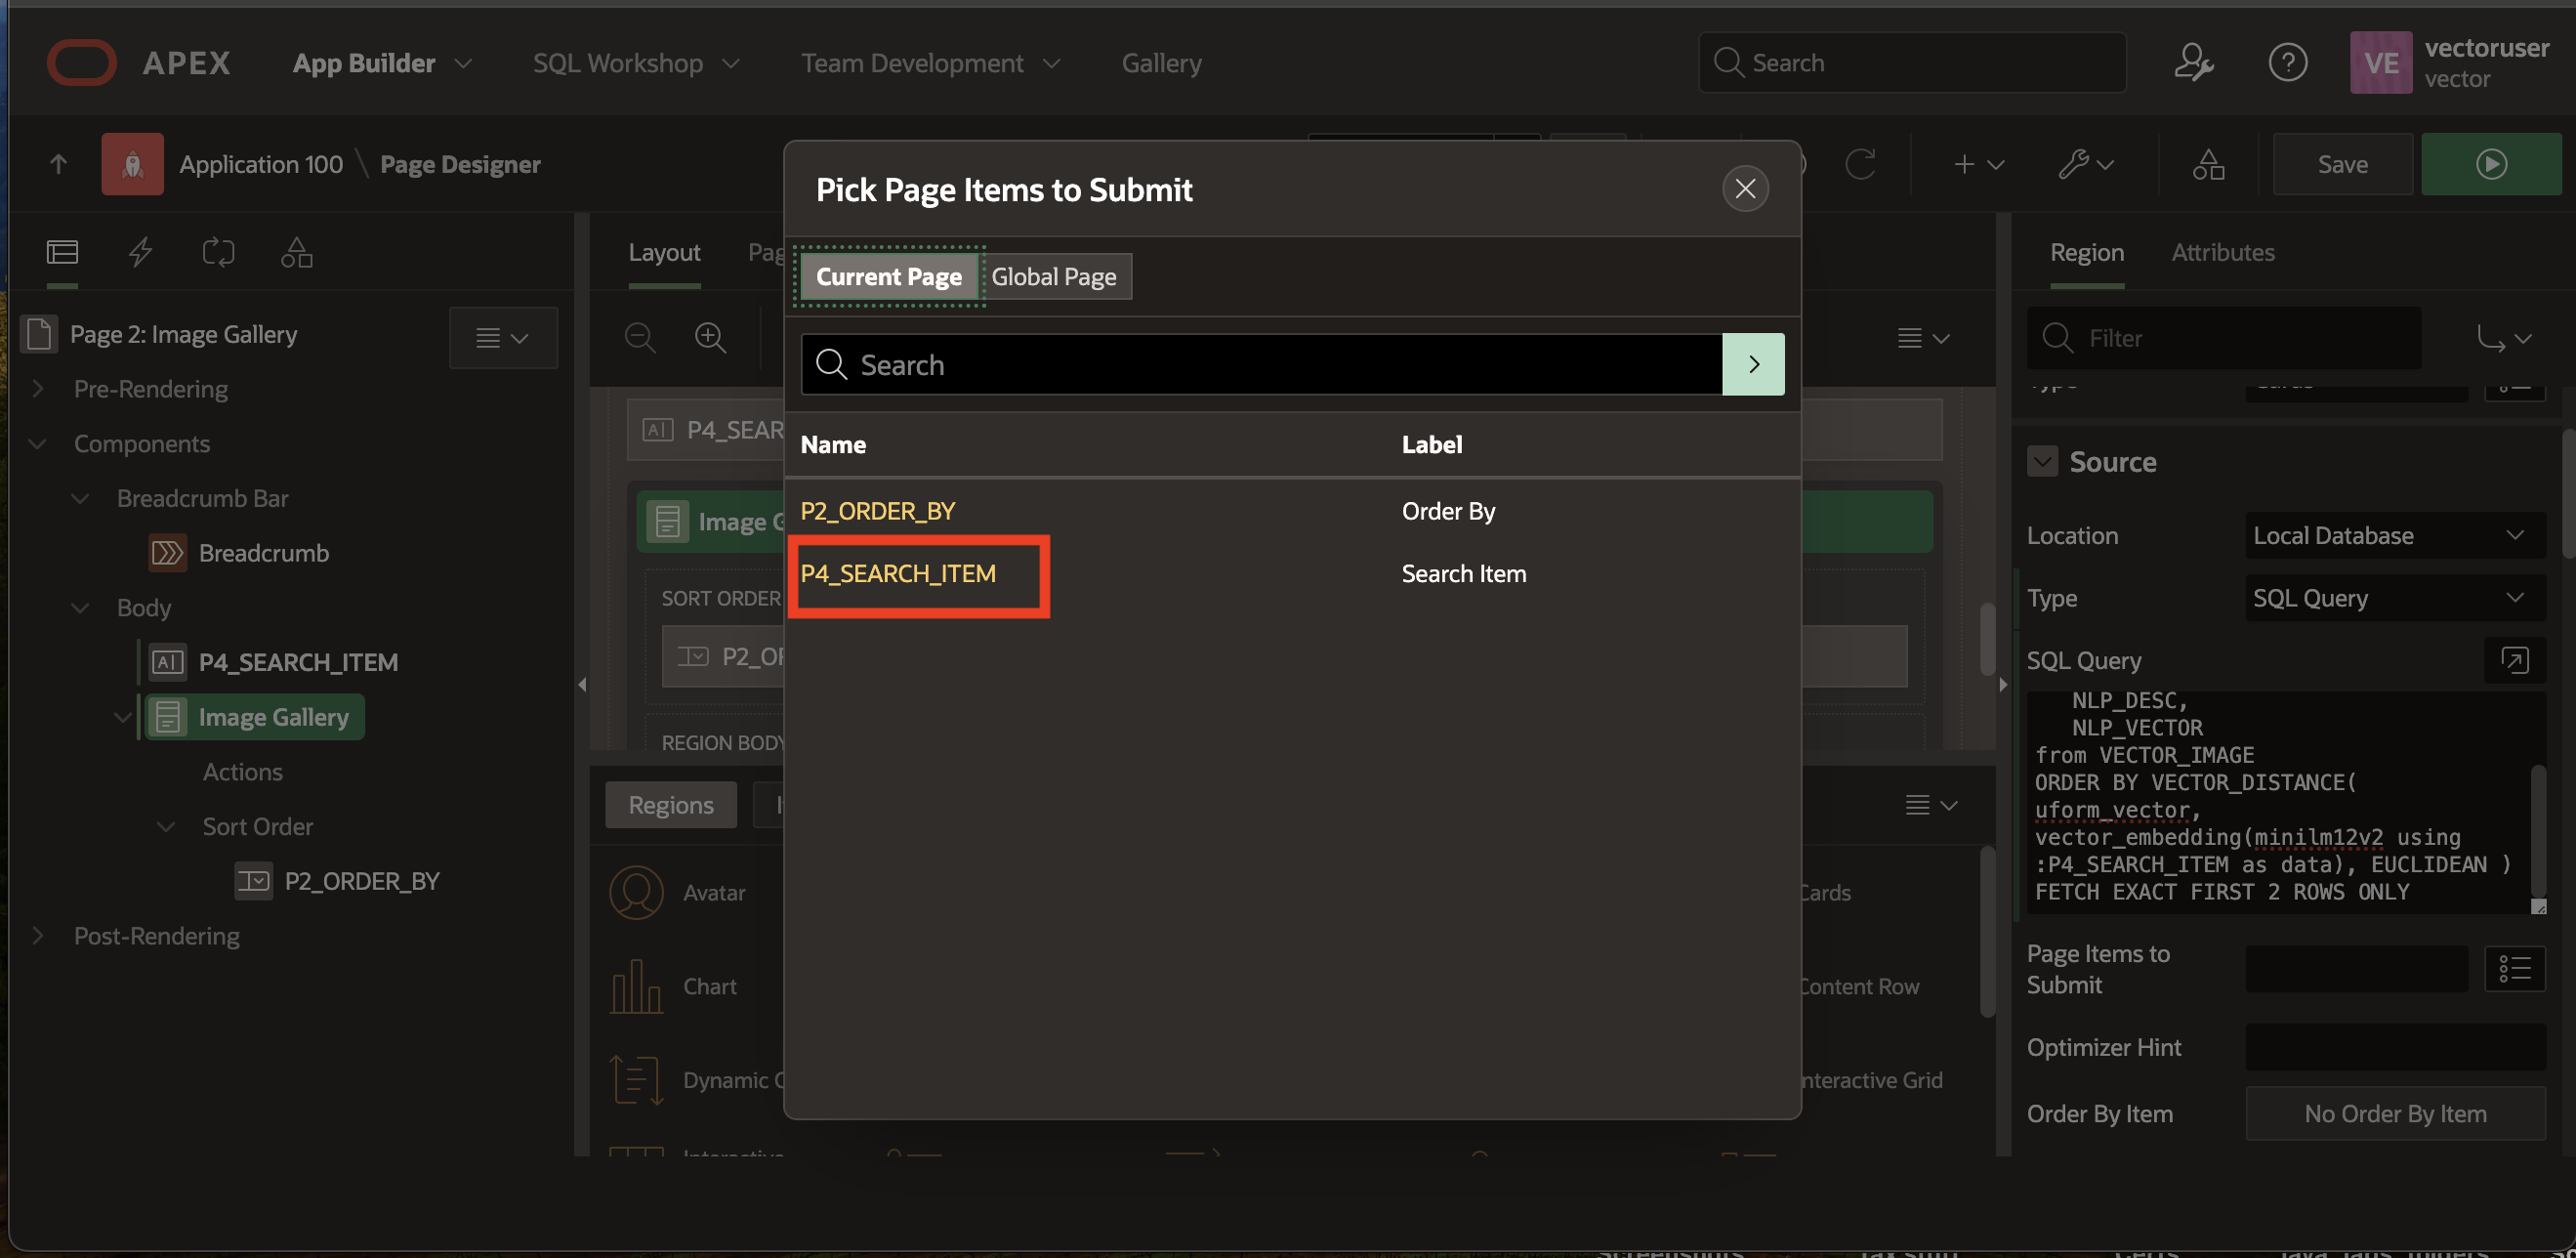 APEX
App Builder
SQL Workshop
Team Development
Gallery
Search
VE
vectoruser
vector
Application 100 \ Page Designer
Save
Page 2: Image Gallery
Pre-Rendering
Components
Breadcrumb Bar
Breadcrumb
Body
P4_SEARCH_ITEM
Image Gallery
Actions
Sort Order
P2_ORDER_BY
Post-Rendering
Layout
P4_SEAR
Image G
SORT ORDER
P2_OR
REGION BODY
Regions
Avatar
Chart
Dynamic C
Interactive
Cards
Content Row
nteractive Grid
Pick Page Items to Submit
Current Page
Global Page
Search
Name
Label
P2_ORDER_BY
Order By
P4_SEARCH_ITEM
Search Item
Region
Attributes
Filter
Source
Location
Local Database
Type
SQL Query
SQL Query
NLP_DESC,
NLP_VECTOR
from VECTOR_IMAGE
ORDER BY VECTOR_DISTANCE(
uform_vector,
vector_embedding(minilm12v2 using
:P4_SEARCH_ITEM as data), EUCLIDEAN )
FETCH EXACT FIRST 2 ROWS ONLY
Page Items to
Submit
Optimizer Hint
Order By Item
No Order By Item